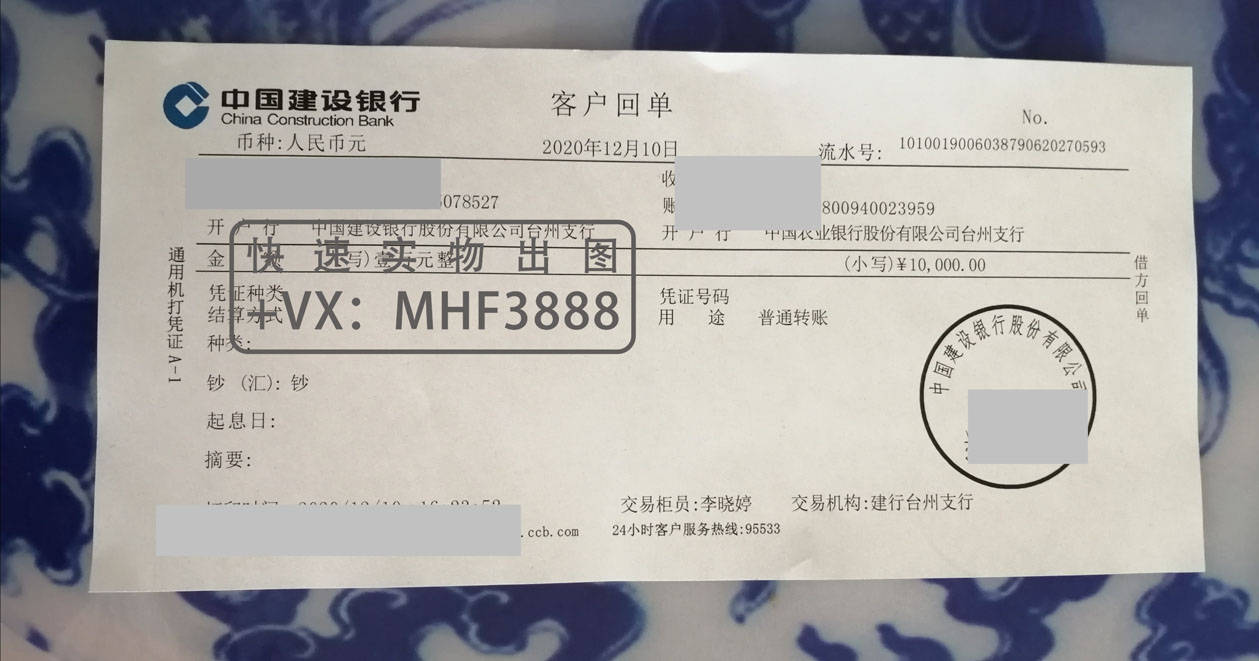 中国建设银行
China Construction Bank
客户回单
No.
币种:人民币元
2020年12月10日
流水号: 1010019006038790620270593
收
5078527
账
800940023959
开户行 中国建设银行股份有限公司台州支行
开户行 中国农业银行股份有限公司台州支行
金 写)壹万元整
(小写)¥10,000.00
快速实物出图
+VX: MHF3888
凭证种类
凭证号码
结算方式
用途 普通转账
种类:
钞(汇): 钞
起息日:
摘要:
通用机打凭证A-1
借方回单
中国建设银行股份有限公司
交易柜员:李晓婷
交易机构:建行台州支行
.ccb.com
24小时客户服务热线:95533